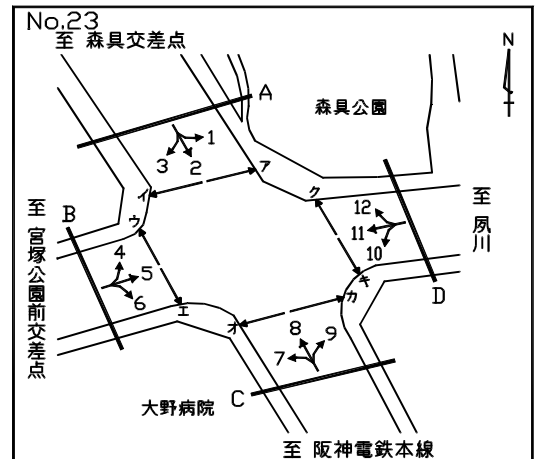 No.23
至 森具交差点
N
A
森具公園
1
2
3
ア
イ
ウ
ク
至 夙川
12
11
10
B
至 宮塚公園前交差点
4
5
6
エ
オ
キ
カ
D
8
9
7
大野病院
C
至 阪神電鉄本線